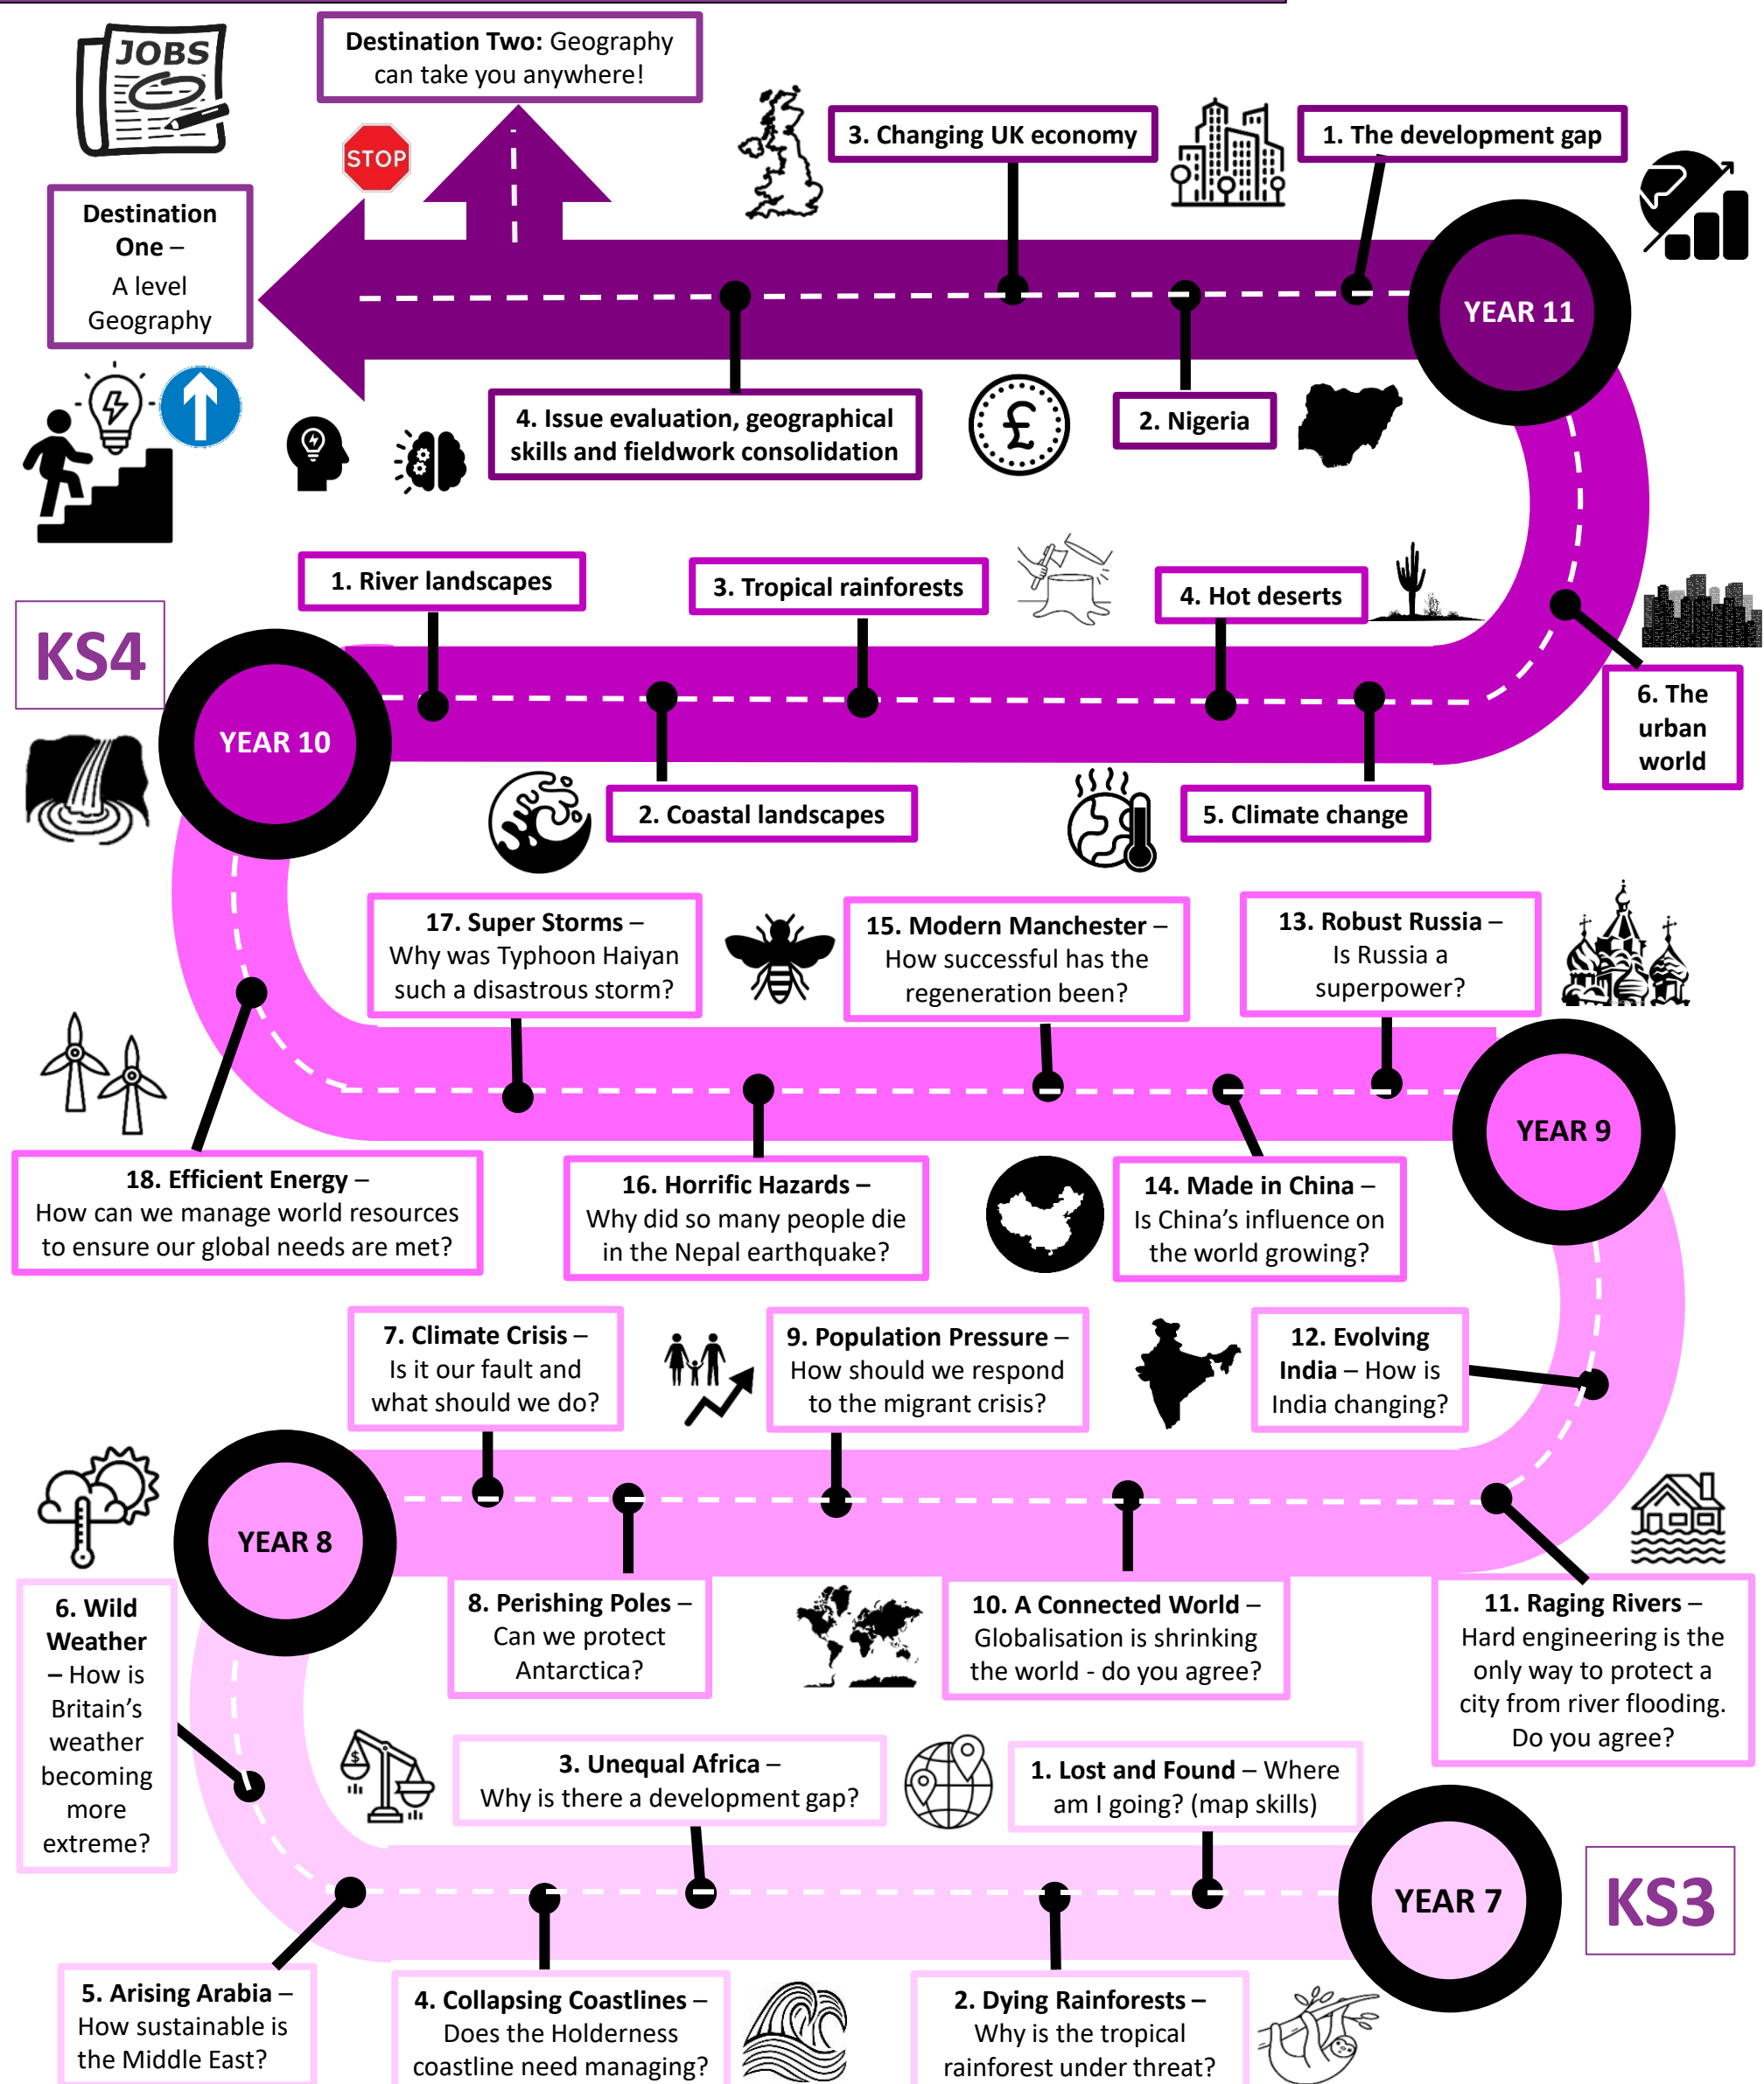 JOBS
Destination Two: Geography
can take you anywhere!
STOP
3. Changing UK economy
1. The development gap
Destination
One –
A level
Geography
YEAR 11
4. Issue evaluation, geographical
skills and fieldwork consolidation
£
2. Nigeria
1. River landscapes
3. Tropical rainforests
4. Hot deserts
KS4
YEAR 10
6. The
urban
world
2. Coastal landscapes
5. Climate change
17. Super Storms –
Why was Typhoon Haiyan
such a disastrous storm?
15. Modern Manchester –
How successful has the
regeneration been?
13. Robust Russia –
Is Russia a
superpower?
YEAR 9
18. Efficient Energy –
How can we manage world resources
to ensure our global needs are met?
16. Horrific Hazards –
Why did so many people die
in the Nepal earthquake?
14. Made in China –
Is China's influence on
the world growing?
7. Climate Crisis –
Is it our fault and
what should we do?
9. Population Pressure –
How should we respond
to the migrant crisis?
12. Evolving
India – How is
India changing?
YEAR 8
6. Wild
Weather
– How is
Britain's
weather
becoming
more
extreme?
8. Perishing Poles –
Can we protect
Antarctica?
10. A Connected World –
Globalisation is shrinking
the world - do you agree?
11. Raging Rivers –
Hard engineering is the
only way to protect a
city from river flooding.
Do you agree?
$
3. Unequal Africa –
Why is there a development gap?
1. Lost and Found – Where
am I going? (map skills)
YEAR 7
KS3
5. Arising Arabia –
How sustainable is
the Middle East?
4. Collapsing Coastlines –
Does the Holderness
coastline need managing?
2. Dying Rainforests –
Why is the tropical
rainforest under threat?